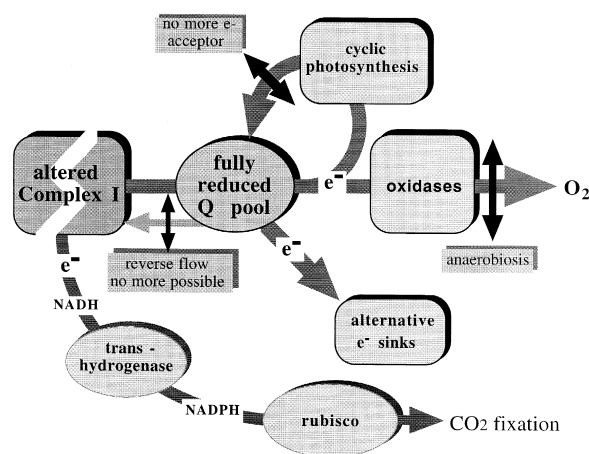 no more e-
acceptor
cyclic
photosynthesis
altered
Complex I
fully
reduced
Q pool
e-
oxidases
O2
anaerobiosis
reverse flow
no more possible
e-
e-
NADH
alternative
e- sinks
trans -
hydrogenase
NADPH
rubisco
CO2 fixation